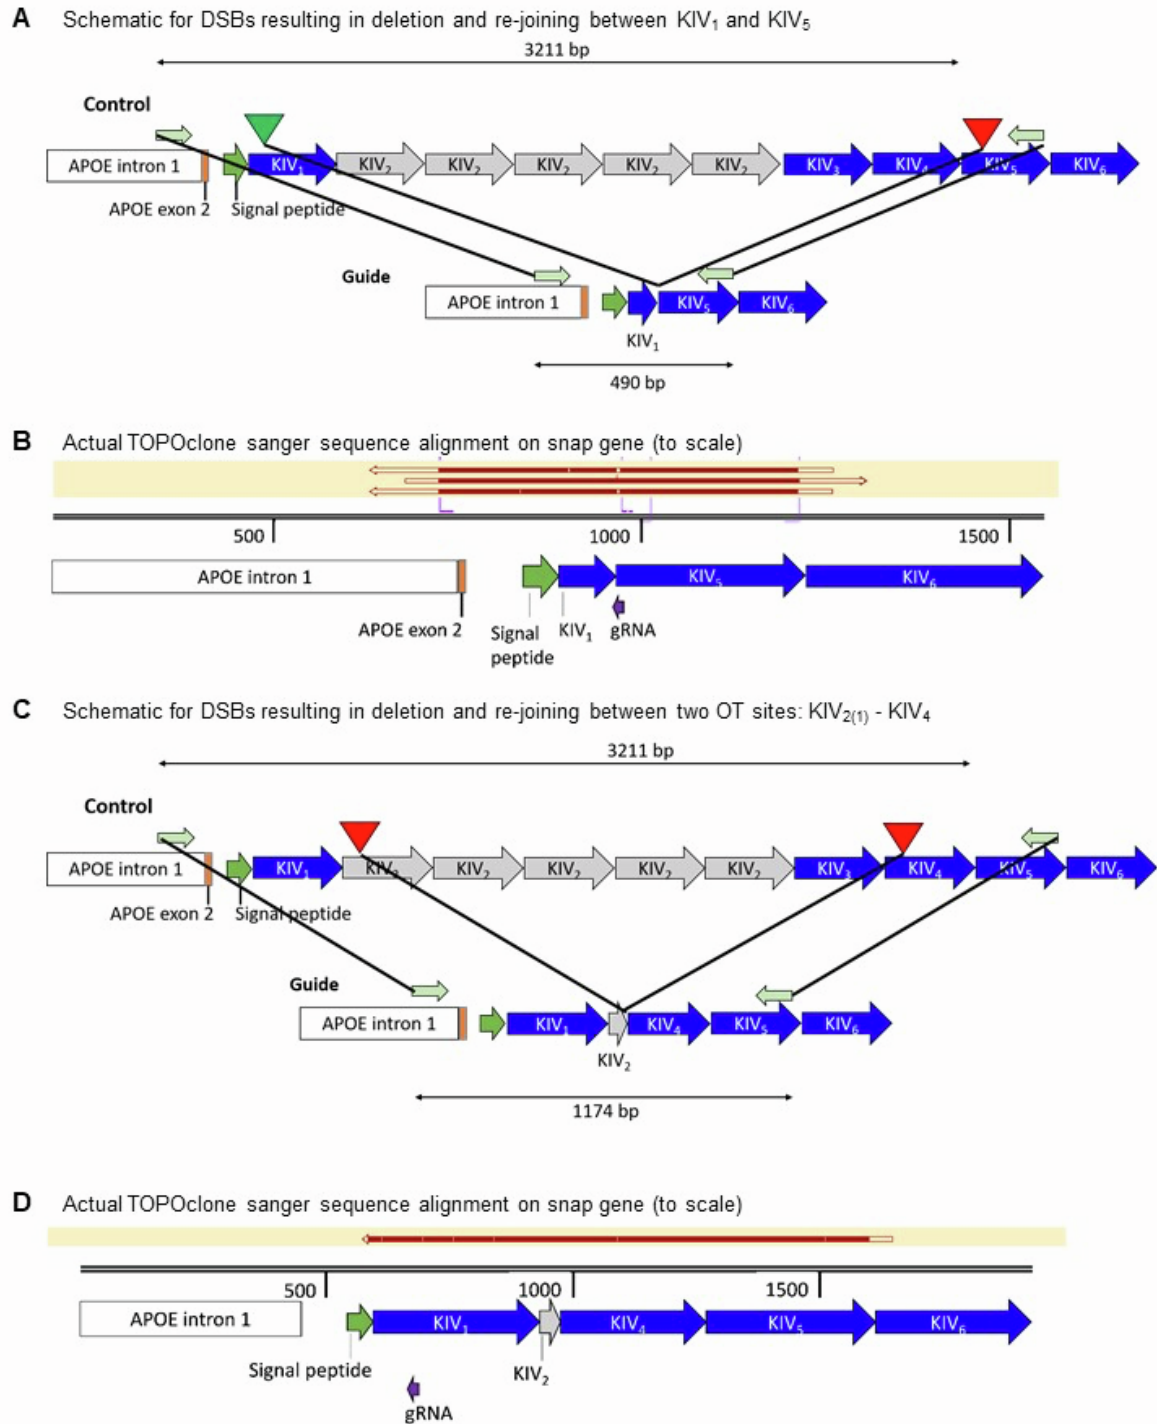 A Schematic for DSBs resulting in deletion and re-joining between KIV1 and KIV5
3211 bp
Control
APOE intron 1 KIV1 KIV2 KIV2 KIV2 KIV2 KIV2 KIV3 KIV4 KIV5 KIV6
APOE exon 2 Signal peptide
Guide
APOE intron 1 KIV5 KIV6
KIV1
490 bp
B Actual TOPOclone sanger sequence alignment on snap gene (to scale)
500 1000 1500
APOE intron 1 KIV5 KIV6
APOE exon 2 Signal peptide KIV1 gRNA
C Schematic for DSBs resulting in deletion and re-joining between two OT sites: KIV2(1) - KIV4
3211 bp
Control
APOE intron 1 KIV1 KIV2 KIV2 KIV2 KIV2 KIV2 KIV3 KIV4 KIV5 KIV6
APOE exon 2 Signal peptide
Guide
APOE intron 1 KIV1 KIV4 KIV5 KIV6
KIV2
1174 bp
D Actual TOPOclone sanger sequence alignment on snap gene (to scale)
500 1000 1500
APOE intron 1 KIV1 KIV4 KIV5 KIV6
Signal peptide KIV2
gRNA